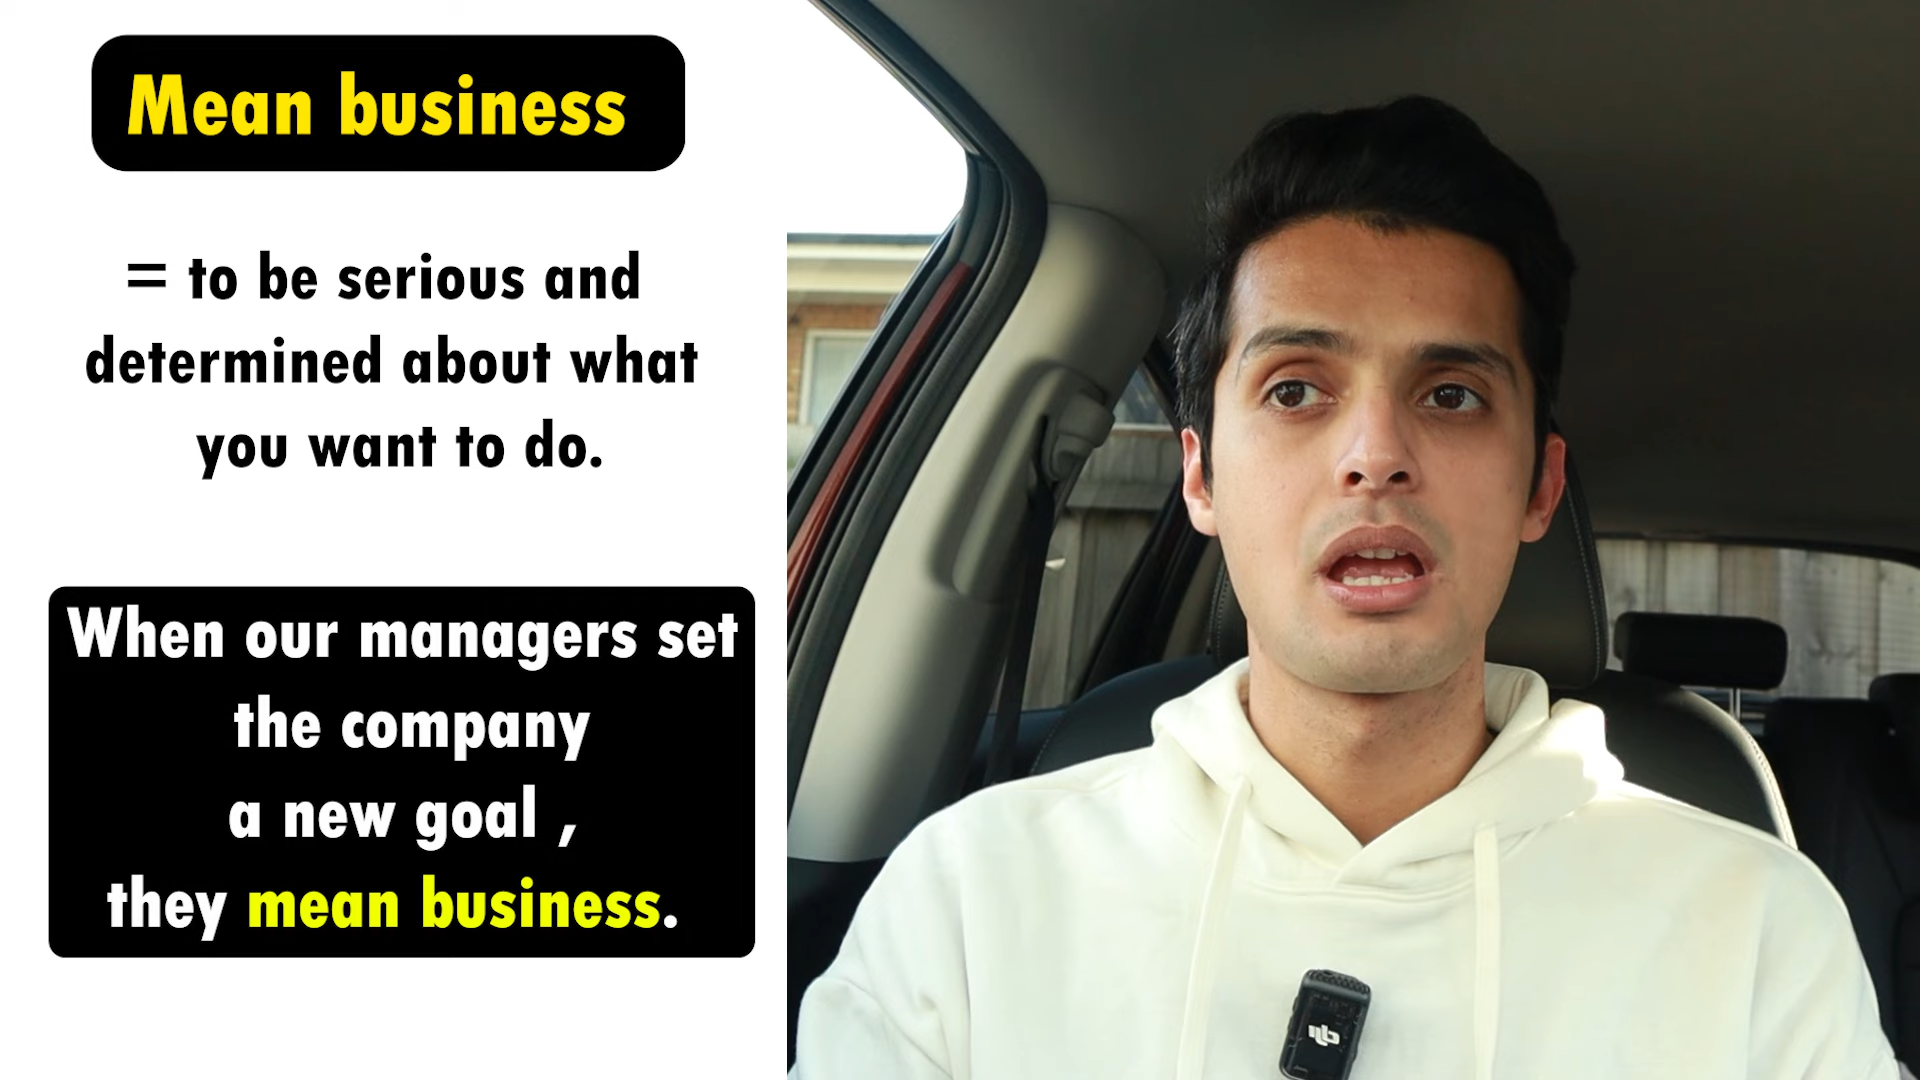 Mean business
= to be serious and
determined about what
you want to do.
When our managers set
the company
a new goal ,
they mean business.